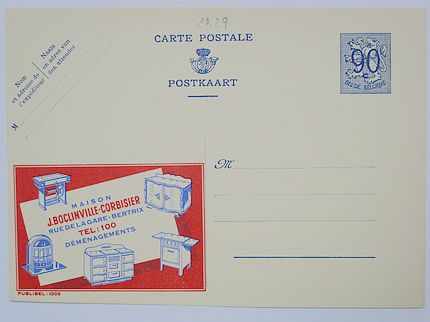 10.29
CARTE POSTALE
POSTKAART
90
c
BELGIE-BELGIQUE
Nom
et adresse de
l'expéditeur
Naam
en adres van
den afzender
M
M
MAISON
J.BOCLINVILLE-CORBISIER
RUE DE LA GARE-BERTRIX
TEL:100
DÉMÉNAGEMENTS
PUBLIBEL:1005